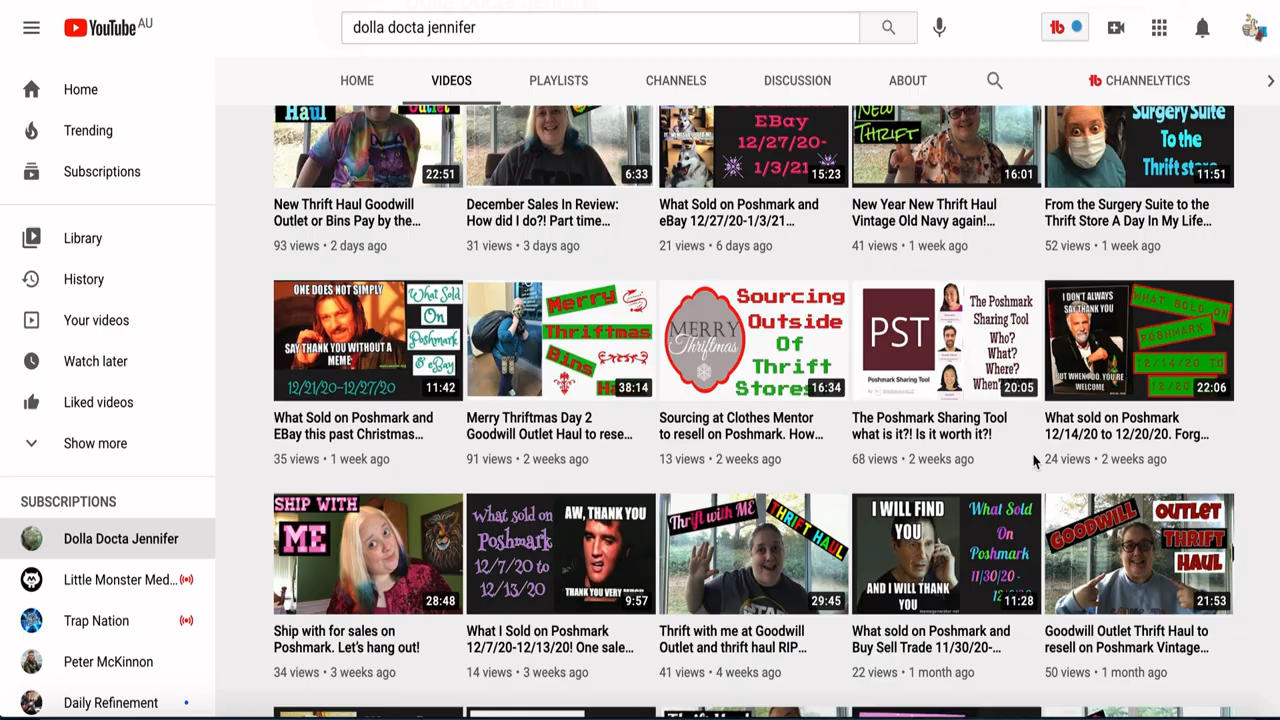 YouTube AU
dolla docta jennifer
HOME VIDEOS PLAYLISTS CHANNELS DISCUSSION ABOUT CHANNELYTICS
Home
Trending
Subscriptions
Library
History
Your videos
Watch later
Liked videos
Show more
SUBSCRIPTIONS
Dolla Docta Jennifer
Little Monster Med...
Trap Nation
Peter McKinnon
Daily Refinement
Haul
Outlet
22:51
New Thrift Haul Goodwill
Outlet or Bins Pay by the...
93 views • 2 days ago
6:33
December Sales In Review:
How did I do?! Part time...
31 views • 3 days ago
EBay
12/27/20-
1/3/21
15:23
What Sold on Poshmark and
eBay 12/27/20-1/3/21...
21 views • 6 days ago
NEW
THRIFT
16:01
New Year New Thrift Haul
Vintage Old Navy again!...
41 views • 1 week ago
Surgery Suite
To the
Thrift store
11:51
From the Surgery Suite to the
Thrift Store A Day In My Life...
52 views • 1 week ago
ONE DOES NOT SIMPLY
SAY THANK YOU WITHOUT A
MEME
What Sold
On
Poshmark
& eBay
12/21/20-12/27/20
11:42
What Sold on Poshmark and
EBay this past Christmas...
35 views • 1 week ago
Merry
Thriftmas
Bins
38:14
Merry Thriftmas Day 2
Goodwill Outlet Haul to rese...
91 views • 2 weeks ago
MERRY
Thriftmas
Sourcing
Outside
Of
Thrift
Stores
16:34
Sourcing at Clothes Mentor
to resell on Poshmark. How...
13 views • 2 weeks ago
PST
Poshmark Sharing Tool
The Poshmark
Sharing Tool
Who?
What?
Where?
When?
20:05
The Poshmark Sharing Tool
what is it?! Is it worth it?!
68 views • 2 weeks ago
I DON'T ALWAYS
SAY THANK YOU
BUT WHEN I DO, YOU'RE
WELCOME
WHAT SOLD ON
POSHMARK
12/14/20 TO
12/20
22:06
What sold on Poshmark
12/14/20 to 12/20/20. Forg...
24 views • 2 weeks ago
SHIP WITH
ME
28:48
Ship with for sales on
Poshmark. Let's hang out!
34 views • 3 weeks ago
What sold on
Poshmark
12/7/20 to
12/13/20
AW, THANK YOU
THANK YOU VERY
9:57
What I Sold on Poshmark
12/7/20-12/13/20! One sale...
14 views • 3 weeks ago
Thrift with ME
THRIFT HAUL
29:45
Thrift with me at Goodwill
Outlet and thrift haul RIP...
41 views • 4 weeks ago
I WILL FIND
YOU
AND I WILL THANK
YOU
What Sold
On
Poshmark
11/30/20 -
11:28
What sold on Poshmark and
Buy Sell Trade 11/30/20-...
22 views • 1 month ago
GOODWILL
OUTLET
THRIFT
HAUL
21:53
Goodwill Outlet Thrift Haul to
resell on Poshmark Vintage...
50 views • 1 month ago